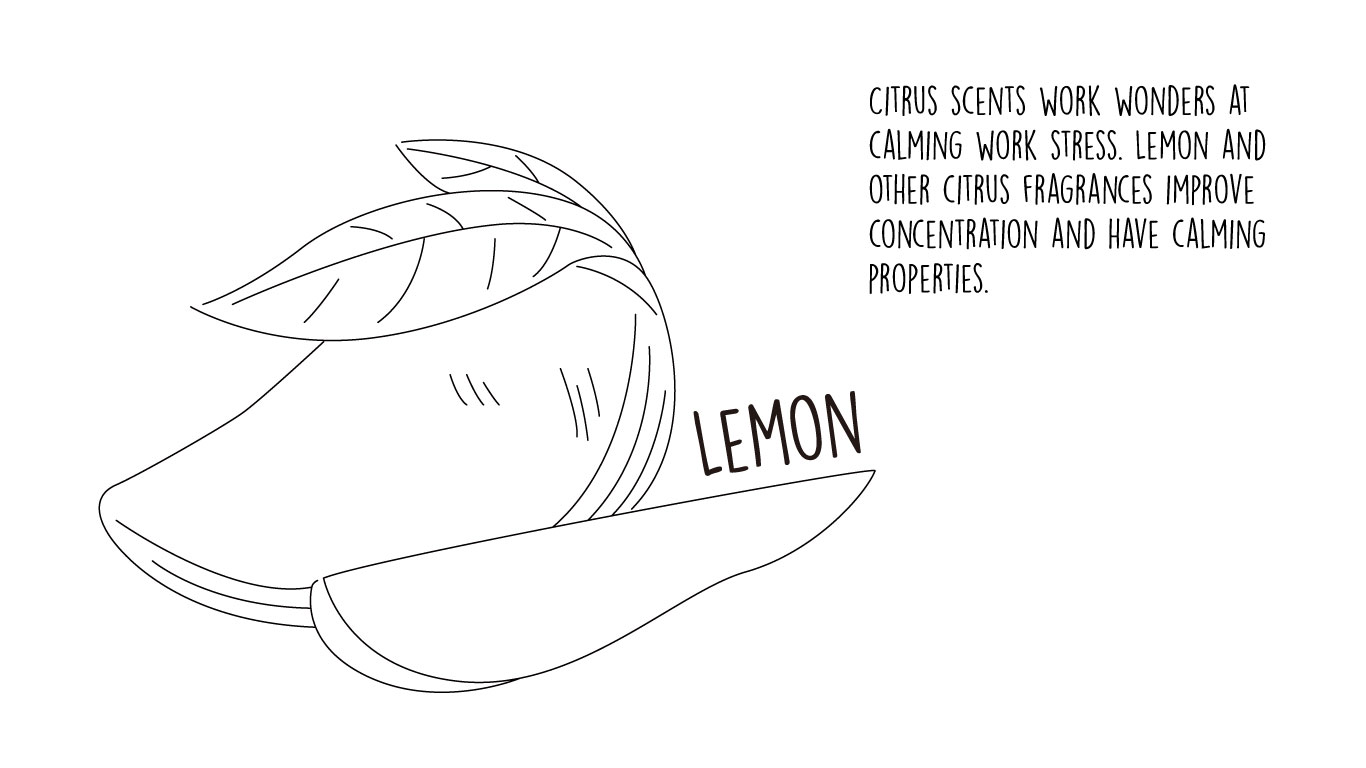 CITRUS SCENTS WORK WONDERS AT
CALMING WORK STRESS. LEMON AND
OTHER CITRUS FRAGRANCES IMPROVE
CONCENTRATION AND HAVE CALMING
PROPERTIES.
LEMON